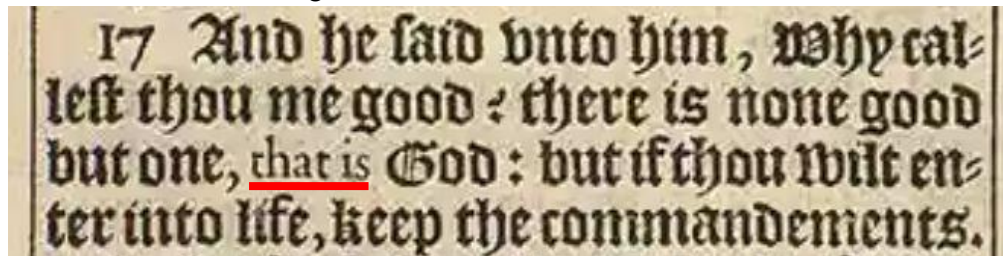 17 And he ſaid vnto him, Why cal⸗
leſt thou me good? there is none good
but one, that is God: but if thou wilt en⸗
ter into life, keep the commandements.